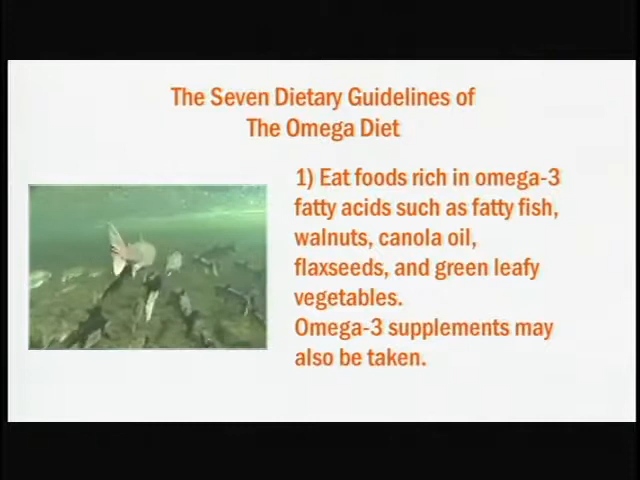 The Seven Dietary Guidelines of
The Omega Diet
1) Eat foods rich in omega-3
fatty acids such as fatty fish,
walnuts, canola oil,
flaxseeds, and green leafy
vegetables.
Omega-3 supplements may
also be taken.